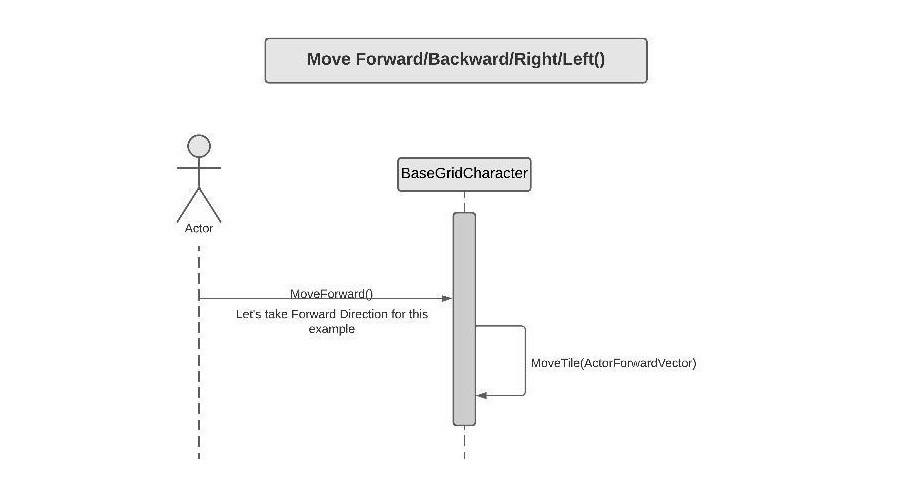 Move Forward/Backward/Right/Left()
BaseGridCharacter
Actor
MoveForward()
Let's take Forward Direction for this
example
MoveTile(ActorForwardVector)